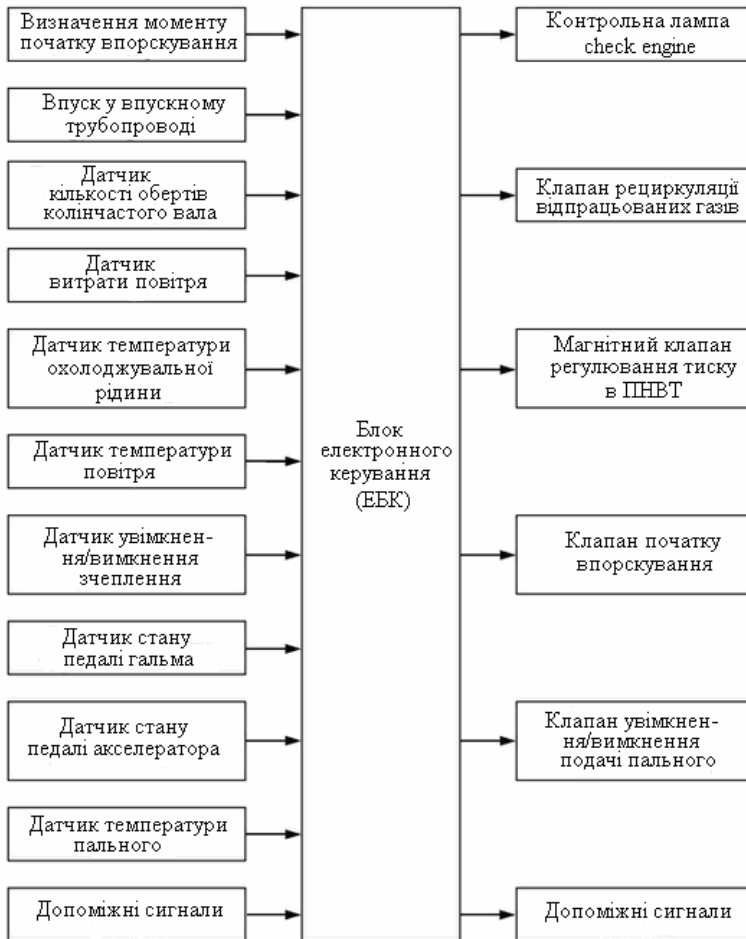 Визначення моменту
початку впорскування
Впуск у впускному
трубопроводі
Датчик
кількості обертів
колінчастого вала
Датчик
витрати повітря
Датчик температури
охолоджувальної
рідини
Датчик температури
повітря
Датчик увімкнен-
ня/вимкнення
зчеплення
Датчик стану
педалі гальма
Датчик стану
педалі акселератора
Датчик температури
пального
Допоміжні сигнали
Блок
електронного
керування
(ЕБК)
Контрольна лампа
check engine
Клапан рециркуляції
відпрацьованих газів
Магнітний клапан
регулювання тиску
в ПНВТ
Клапан початку
впорскування
Клапан увімкнен-
ня/вимкнення
подачі пального
Допоміжні сигнали